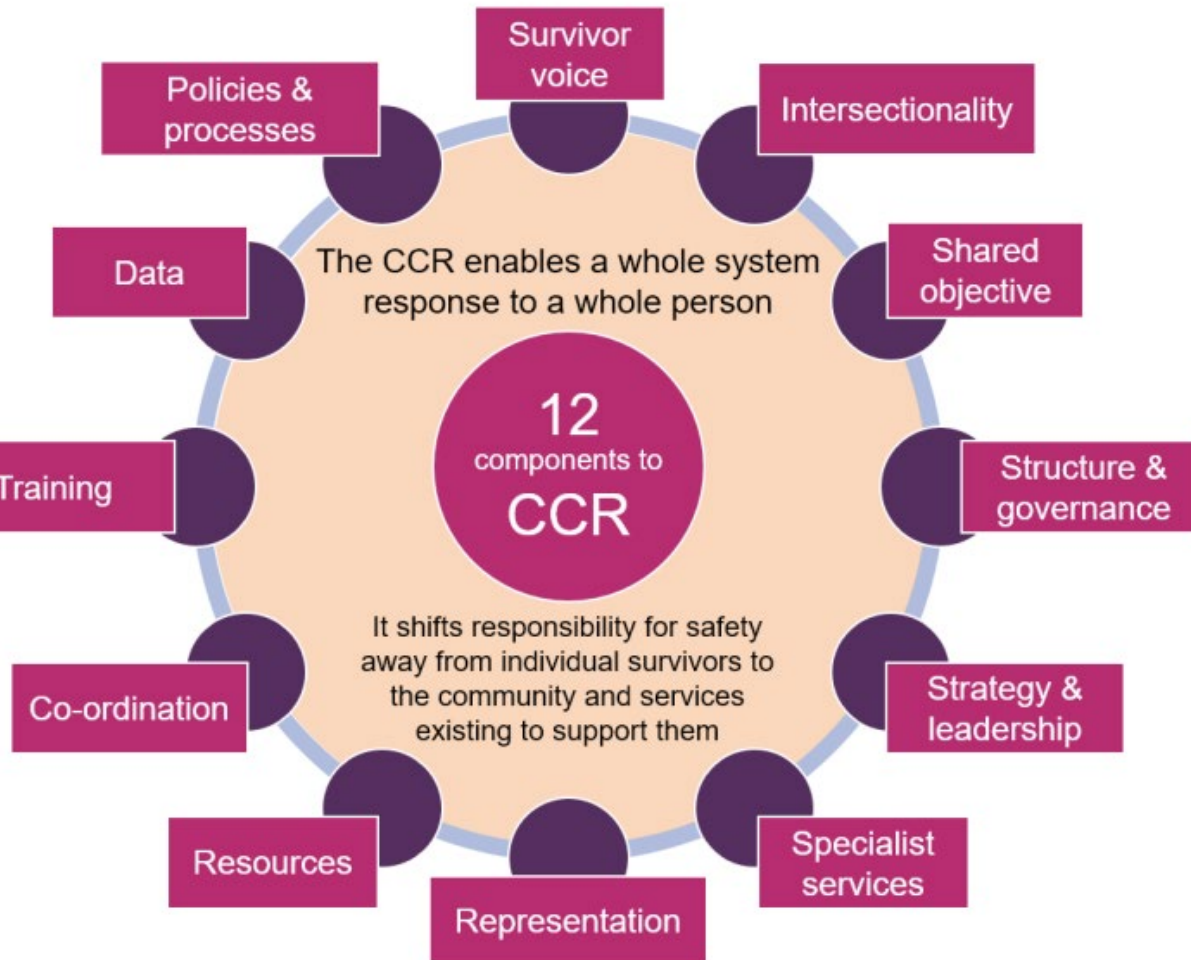 Survivor
voice
Intersectionality
Shared
objective
Structure &
governance
Strategy &
leadership
Specialist
services
Representation
Resources
Co-ordination
Training
Data
Policies &
processes
The CCR enables a whole system
response to a whole person
12
components to
CCR
It shifts responsibility for safety
away from individual survivors to
the community and services
existing to support them